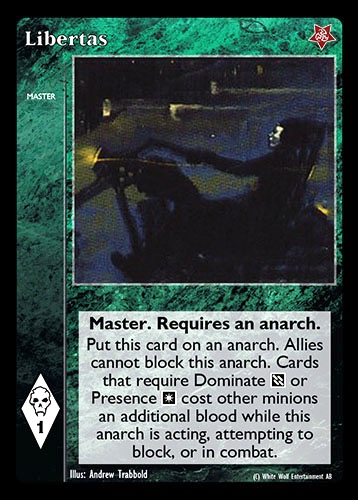 Libertas
MASTER
Master. Requires an anarch.
Put this card on an anarch. Allies
cannot block this anarch. Cards
that require Dominate or
Presence cost other minions
an additional blood while this
anarch is acting, attempting to
block, or in combat.
1
Illus: Andrew Trabbold
(C) White Wolf Entertainment AB